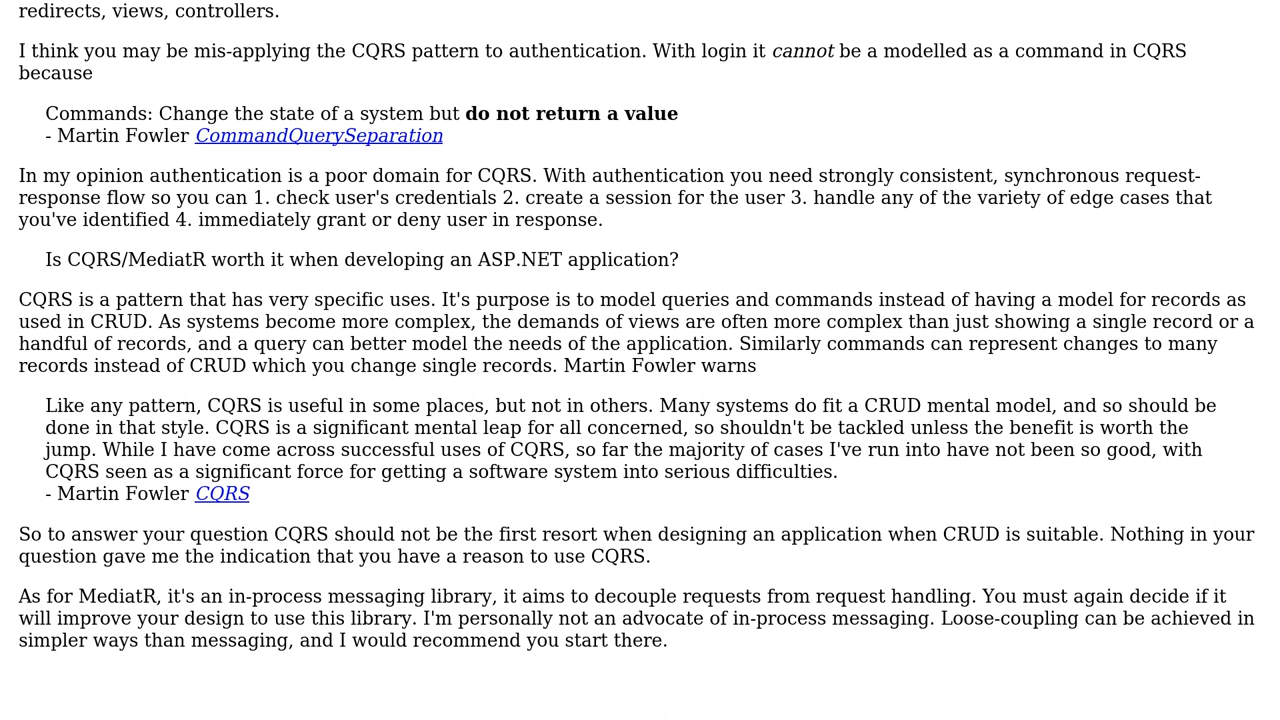 redirects, views, controllers.
I think you may be mis-applying the CQRS pattern to authentication. With login it cannot be a modelled as a command in CQRS
because
Commands: Change the state of a system but do not return a value
- Martin Fowler CommandQuerySeparation
In my opinion authentication is a poor domain for CQRS. With authentication you need strongly consistent, synchronous request-
response flow so you can 1. check user's credentials 2. create a session for the user 3. handle any of the variety of edge cases that
you've identified 4. immediately grant or deny user in response.
Is CQRS/MediatR worth it when developing an ASP.NET application?
CQRS is a pattern that has very specific uses. It's purpose is to model queries and commands instead of having a model for records as
used in CRUD. As systems become more complex, the demands of views are often more complex than just showing a single record or a
handful of records, and a query can better model the needs of the application. Similarly commands can represent changes to many
records instead of CRUD which you change single records. Martin Fowler warns
Like any pattern, CQRS is useful in some places, but not in others. Many systems do fit a CRUD mental model, and so should be
done in that style. CQRS is a significant mental leap for all concerned, so shouldn't be tackled unless the benefit is worth the
jump. While I have come across successful uses of CQRS, so far the majority of cases I've run into have not been so good, with
CQRS seen as a significant force for getting a software system into serious difficulties.
- Martin Fowler CQRS
So to answer your question CQRS should not be the first resort when designing an application when CRUD is suitable. Nothing in your
question gave me the indication that you have a reason to use CQRS.
As for MediatR, it's an in-process messaging library, it aims to decouple requests from request handling. You must again decide if it
will improve your design to use this library. I'm personally not an advocate of in-process messaging. Loose-coupling can be achieved in
simpler ways than messaging, and I would recommend you start there.